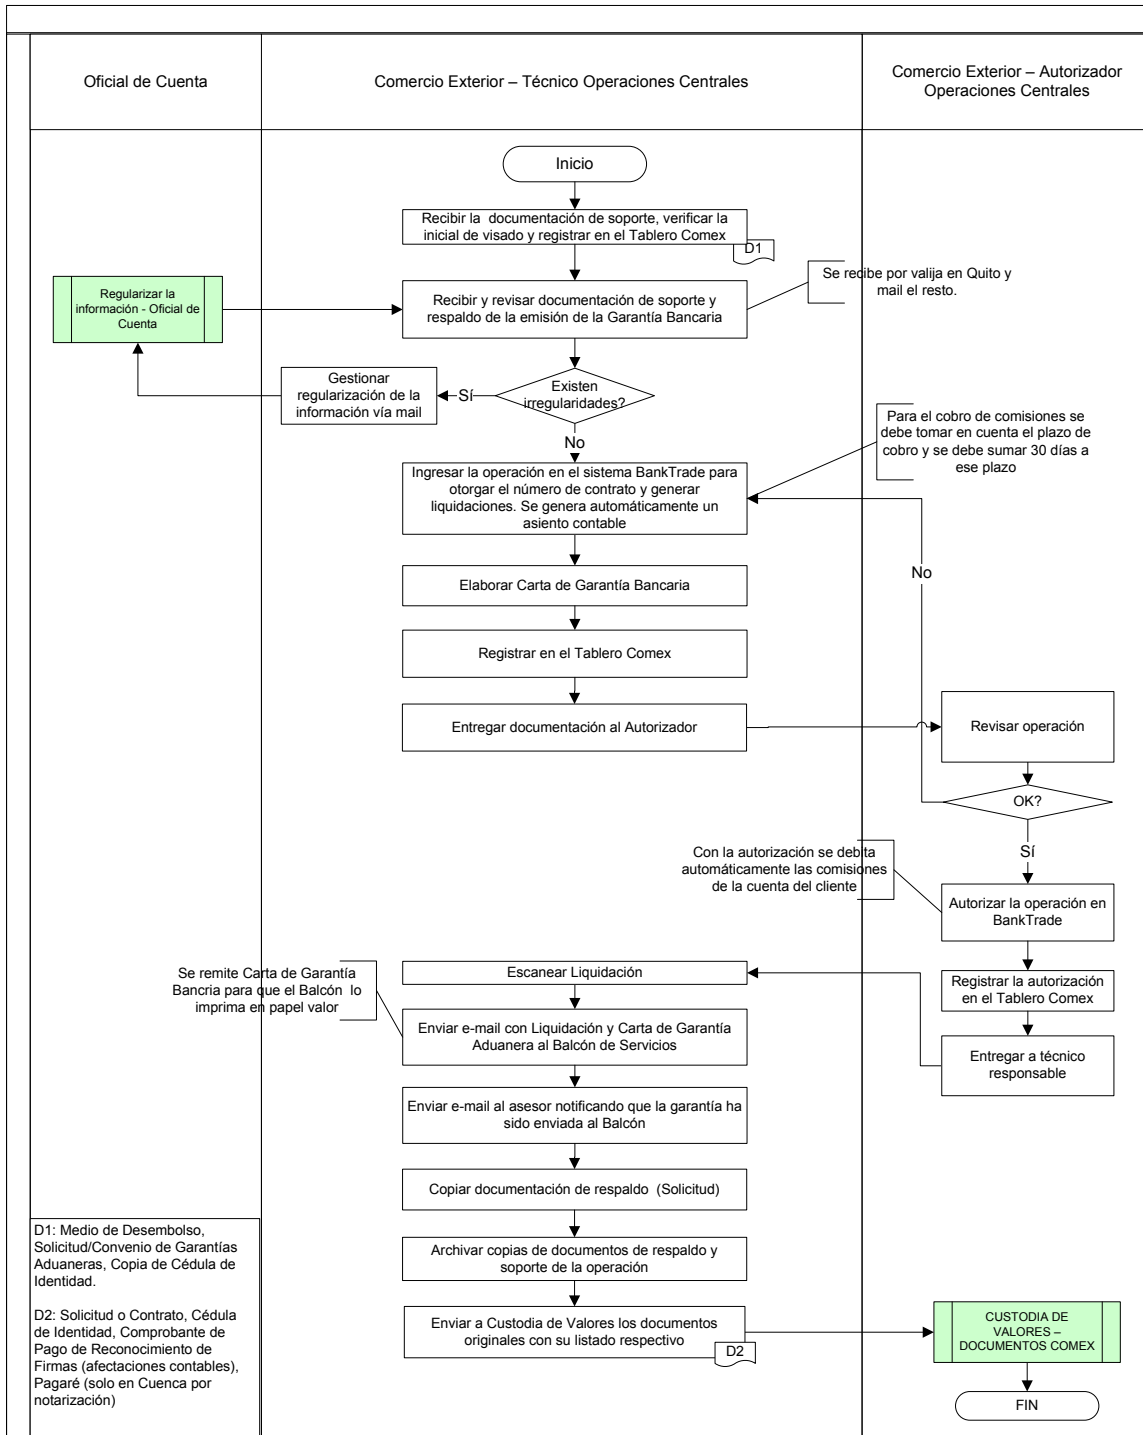 Oficial de Cuenta
Comercio Exterior – Técnico Operaciones Centrales
Comercio Exterior – Autorizador
Operaciones Centrales
Inicio
Recibir la  documentación de soporte, verificar la
inicial de visado y registrar en el Tablero Comex
D1
Se recibe por valija en Quito y
mail el resto.
Regularizar la
información - Oficial de
Cuenta
Recibir y revisar documentación de soporte y
respaldo de la emisión de la Garantía Bancaria
Gestionar
regularización de la
información vía mail
Sí
Existen
irregularidades?
No
Para el cobro de comisiones se
debe tomar en cuenta el plazo de
cobro y se debe sumar 30 días a
ese plazo
Ingresar la operación en el sistema BankTrade para
otorgar el número de contrato y generar
liquidaciones. Se genera automáticamente un
asiento contable
No
Elaborar Carta de Garantía Bancaria
Registrar en el Tablero Comex
Entregar documentación al Autorizador
Revisar operación
OK?
Sí
Con la autorización se debita
automáticamente las comisiones
de la cuenta del cliente
Autorizar la operación en
BankTrade
Registrar la autorización
en el Tablero Comex
Entregar a técnico
responsable
Se remite Carta de Garantía
Bancria para que el Balcón  lo
imprima en papel valor
Escanear Liquidación
Enviar e-mail con Liquidación y Carta de Garantía
Aduanera al Balcón de Servicios
Enviar e-mail al asesor notificando que la garantía ha
sido enviada al Balcón
Copiar documentación de respaldo  (Solicitud)
Archivar copias de documentos de respaldo y
soporte de la operación
Enviar a Custodia de Valores los documentos
originales con su listado respectivo
D2
CUSTODIA DE
VALORES –
DOCUMENTOS COMEX
FIN
D1: Medio de Desembolso,
Solicitud/Convenio de Garantías
Aduaneras, Copia de Cédula de
Identidad.
D2: Solicitud o Contrato, Cédula
de Identidad, Comprobante de
Pago de Reconocimiento de
Firmas (afectaciones contables),
Pagaré (solo en Cuenca por
notarización)